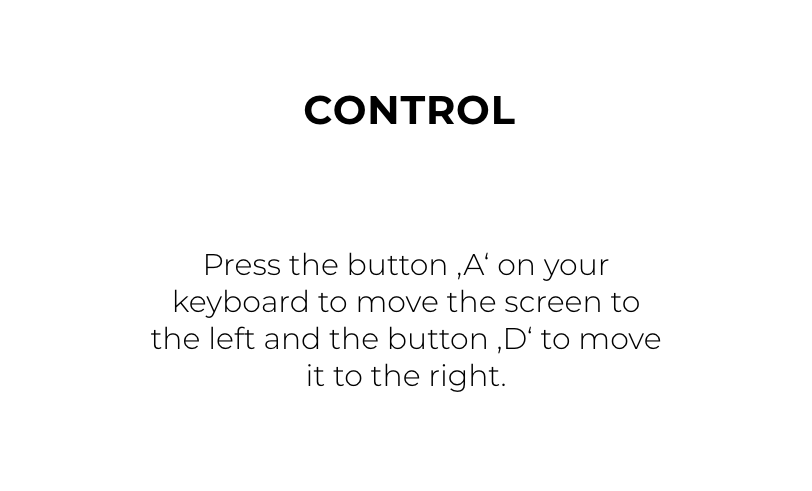 CONTROL
Press the button ‚A‘ on your
keyboard to move the screen to
the left and the button ‚D‘ to move
it to the right.